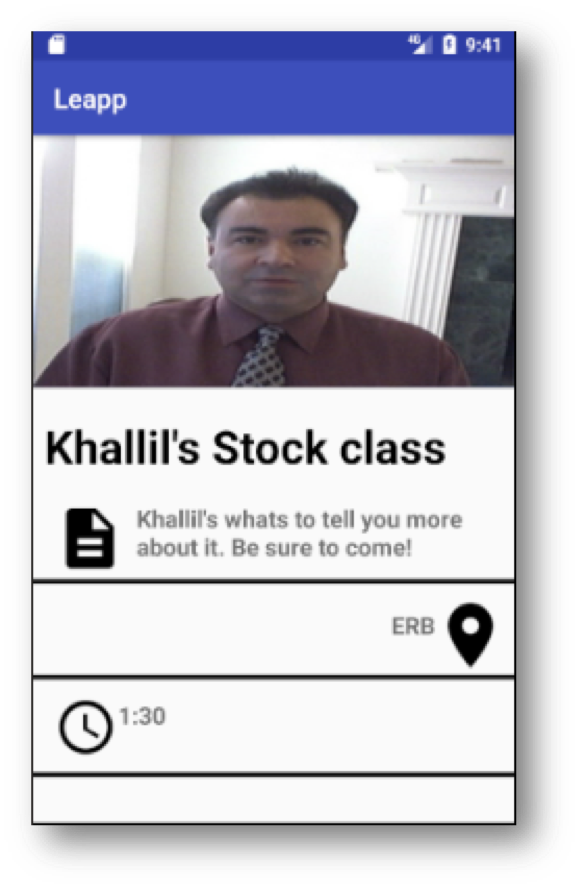 4G 9:41
Leapp
Khallil's Stock class
Khallil's whats to tell you more
about it. Be sure to come!
ERB
1:30